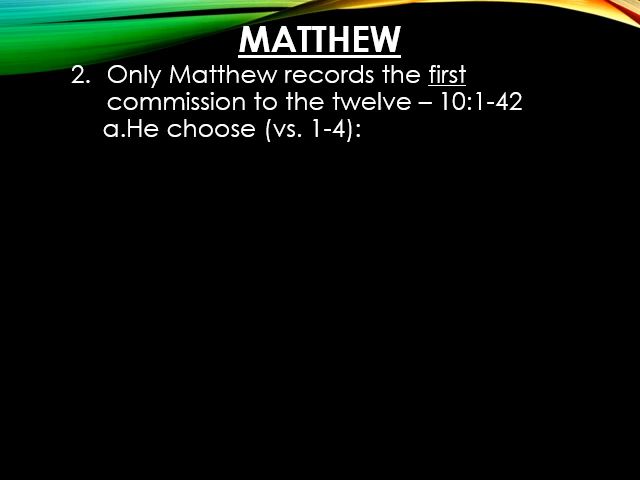 MATTHEW
2. Only Matthew records the first
commission to the twelve – 10:1-42
a.He choose (vs. 1-4):